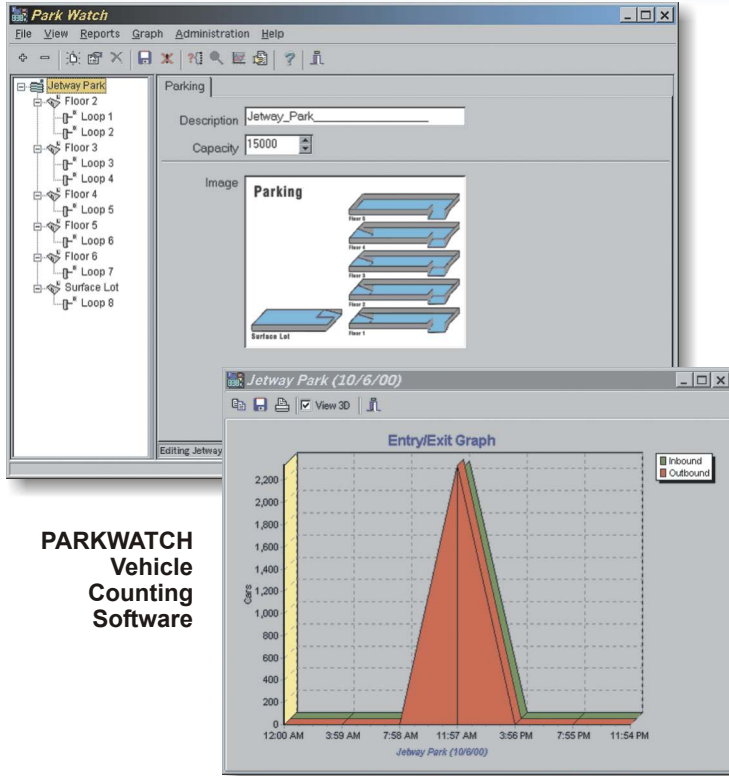 Park Watch
File View Reports Graph Administration Help
Jetway Park
Floor 2
Loop 1
Loop 2
Floor 3
Loop 3
Loop 4
Floor 4
Loop 5
Floor 5
Loop 6
Floor 6
Loop 7
Surface Lot
Loop 8
Parking
Description Jetway_Park
Capacity 15000
Image
Parking
Floor 5
Floor 4
Floor 3
Floor 2
Surface Lot
Floor 1
Editing Jetway
Jetway Park (10/6/00)
View 3D
Entry/Exit Graph
Inbound
Outbound
Cars
2,200
2,000
1,800
1,600
1,400
1,200
1,000
800
600
400
200
0
12:00 AM 3:59 AM 7:58 AM 11:57 AM 3:56 PM 7:55 PM 11:54 PM
Jetway Park (10/6/00)
PARKWATCH
Vehicle
Counting
Software